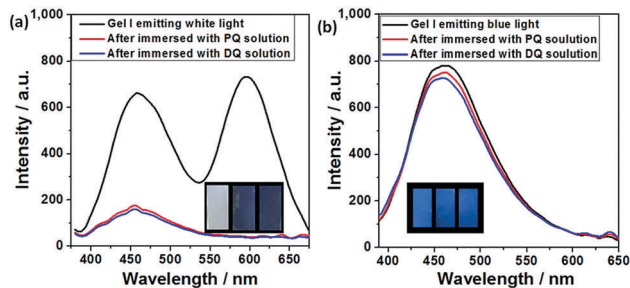 (a)
Gel I emitting white light
After immersed with PQ solution
After immersed with DQ solution
Intensity / a.u.
800
600
400
200
0
400 450 500 550 600 650
Wavelength / nm
(b)
Gel I emitting blue light
After immersed with PQ solution
After immersed with DQ soulution
Intensity / a.u.
1,000
800
600
400
200
0
400 450 500 550 600 650
Wavelength / nm